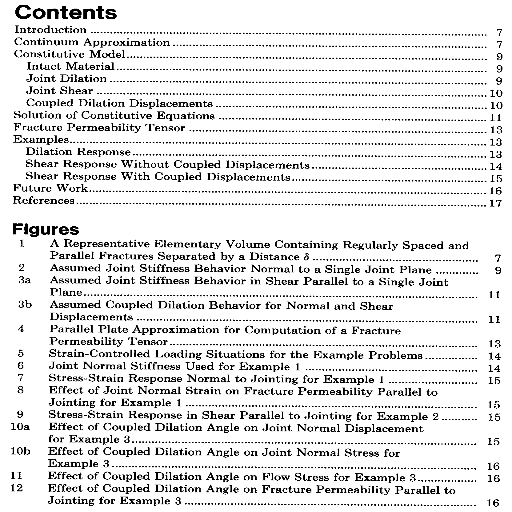 Contents
Introduction ........ 7
Continuum Approximation ........ 7
Constitutive Model ........ 9
Intact Material ........ 9
Joint Dilation ........ 9
Joint Shear ........ 10
Coupled Dilation Displacements ........ 10
Solution of Constitutive Equations ........ 11
Fracture Permeability Tensor ........ 13
Examples ........ 13
Dilation Response ........ 13
Shear Response Without Coupled Displacements ........ 14
Shear Response With Coupled Displacements ........ 15
Future Work ........ 16
References ........ 17
Figures
1 A Representative Elementary Volume Containing Regularly Spaced and
Parallel Fractures Separated by a Distance δ ........ 7
2 Assumed Joint Stiffness Behavior Normal to a Single Joint Plane ........ 9
3a Assumed Joint Stiffness Behavior in Shear Parallel to a Single Joint
Plane ........ 11
3b Assumed Coupled Dilation Behavior for Normal and Shear
Displacements ........ 11
4 Parallel Plate Approximation for Computation of a Fracture
Permeability Tensor ........ 13
5 Strain-Controlled Loading Situations for the Example Problems ........ 14
6 Joint Normal Stiffness Used for Example 1 ........ 14
7 Stress-Strain Response Normal to Jointing for Example 1 ........ 15
8 Effect of Joint Normal Strain on Fracture Permeability Parallel to
Jointing for Example 1 ........ 15
9 Stress-Strain Response in Shear Parallel to Jointing for Example 2 ........ 15
10a Effect of Coupled Dilation Angle on Joint Normal Displacement
for Example 3 ........ 15
10b Effect of Coupled Dilation Angle on Joint Normal Stress for
Example 3 ........ 16
11 Effect of Coupled Dilation Angle on Flow Stress for Example 3 ........ 16
12 Effect of Coupled Dilation Angle on Fracture Permeability Parallel to
Jointing for Example 3 ........ 16